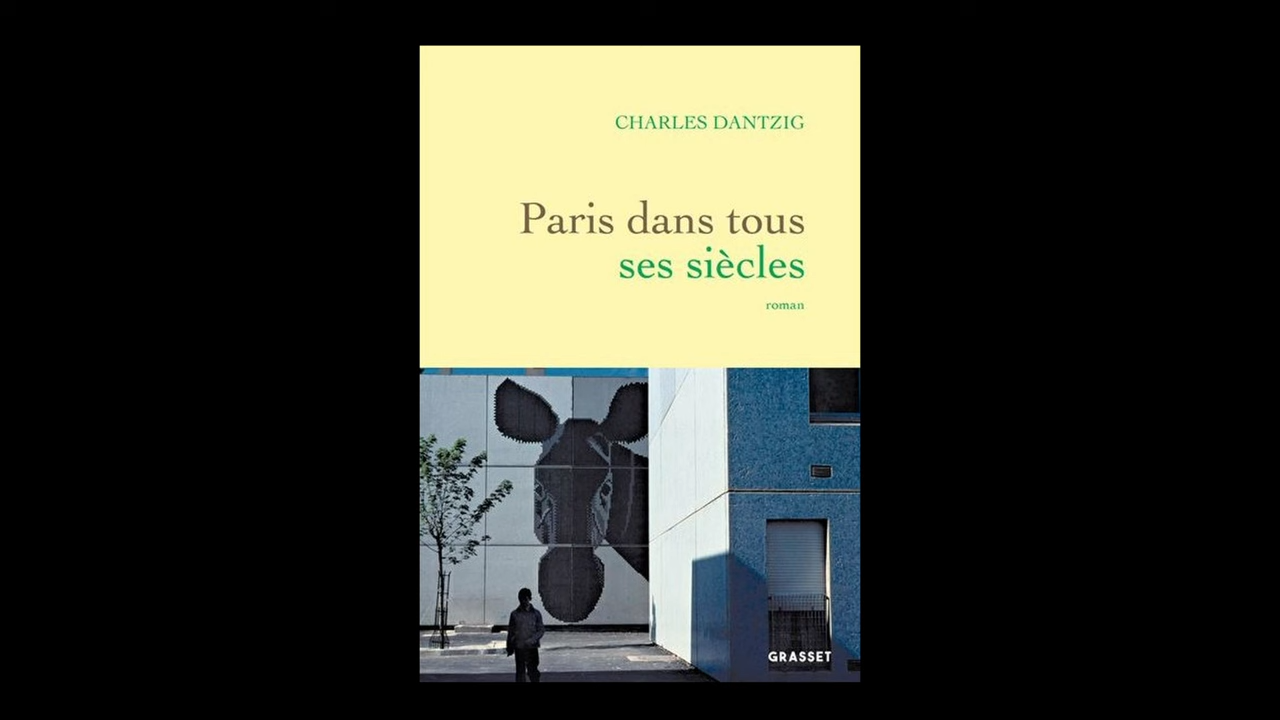 CHARLES DANTZIG
Paris dans tous
ses siècles
roman
GRASSET